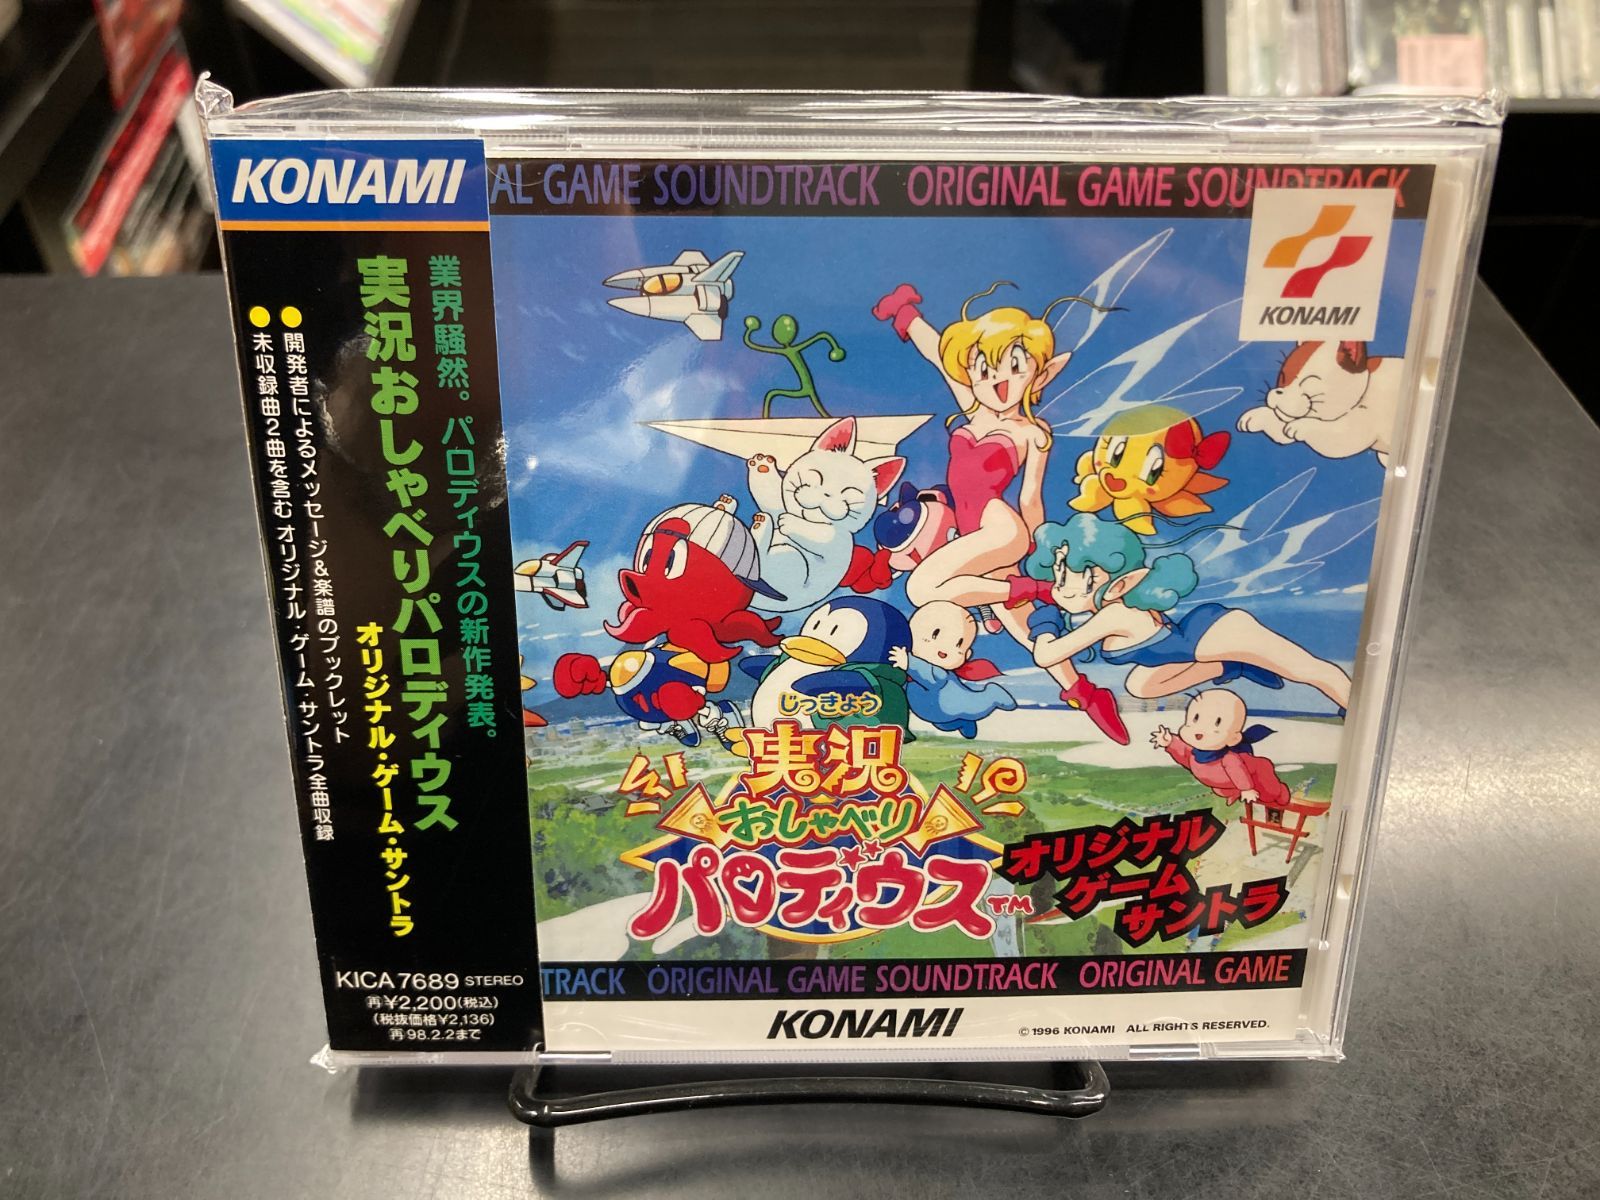 KONAMI
業界騒然。パロディウスの新作発表。
実況おしゃべりパロディウス
オリジナル・ゲーム・サントラ
●開発者によるメッセージ&楽譜のブックレット
●未収録曲2曲を含むオリジナル・ゲーム・サントラ全曲収録
KICA7689 STEREO
再¥2,200(税込)
(税抜価格¥2,136)
再98.2.2まで
AL GAME SOUNDTRACK ORIGINAL GAME SOUNDTRACK
KONAMI
じっきょう
実況
おしゃべり
パロディウス™
オリジナル
ゲーム
サントラ
TRACK ORIGINAL GAME SOUNDTRACK ORIGINAL GAME
KONAMI
©1996 KONAMI ALL RIGHTS RESERVED.